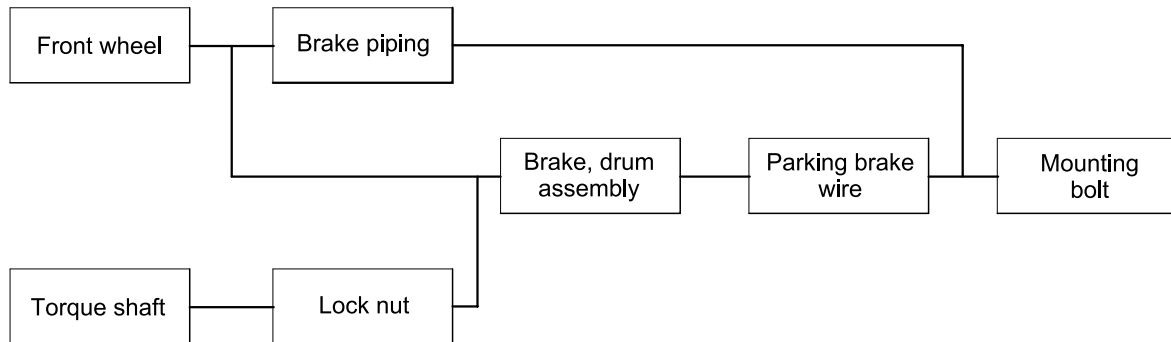 Front wheel
Brake piping
Brake, drum
assembly
Parking brake
wire
Mounting
bolt
Torque shaft
Lock nut